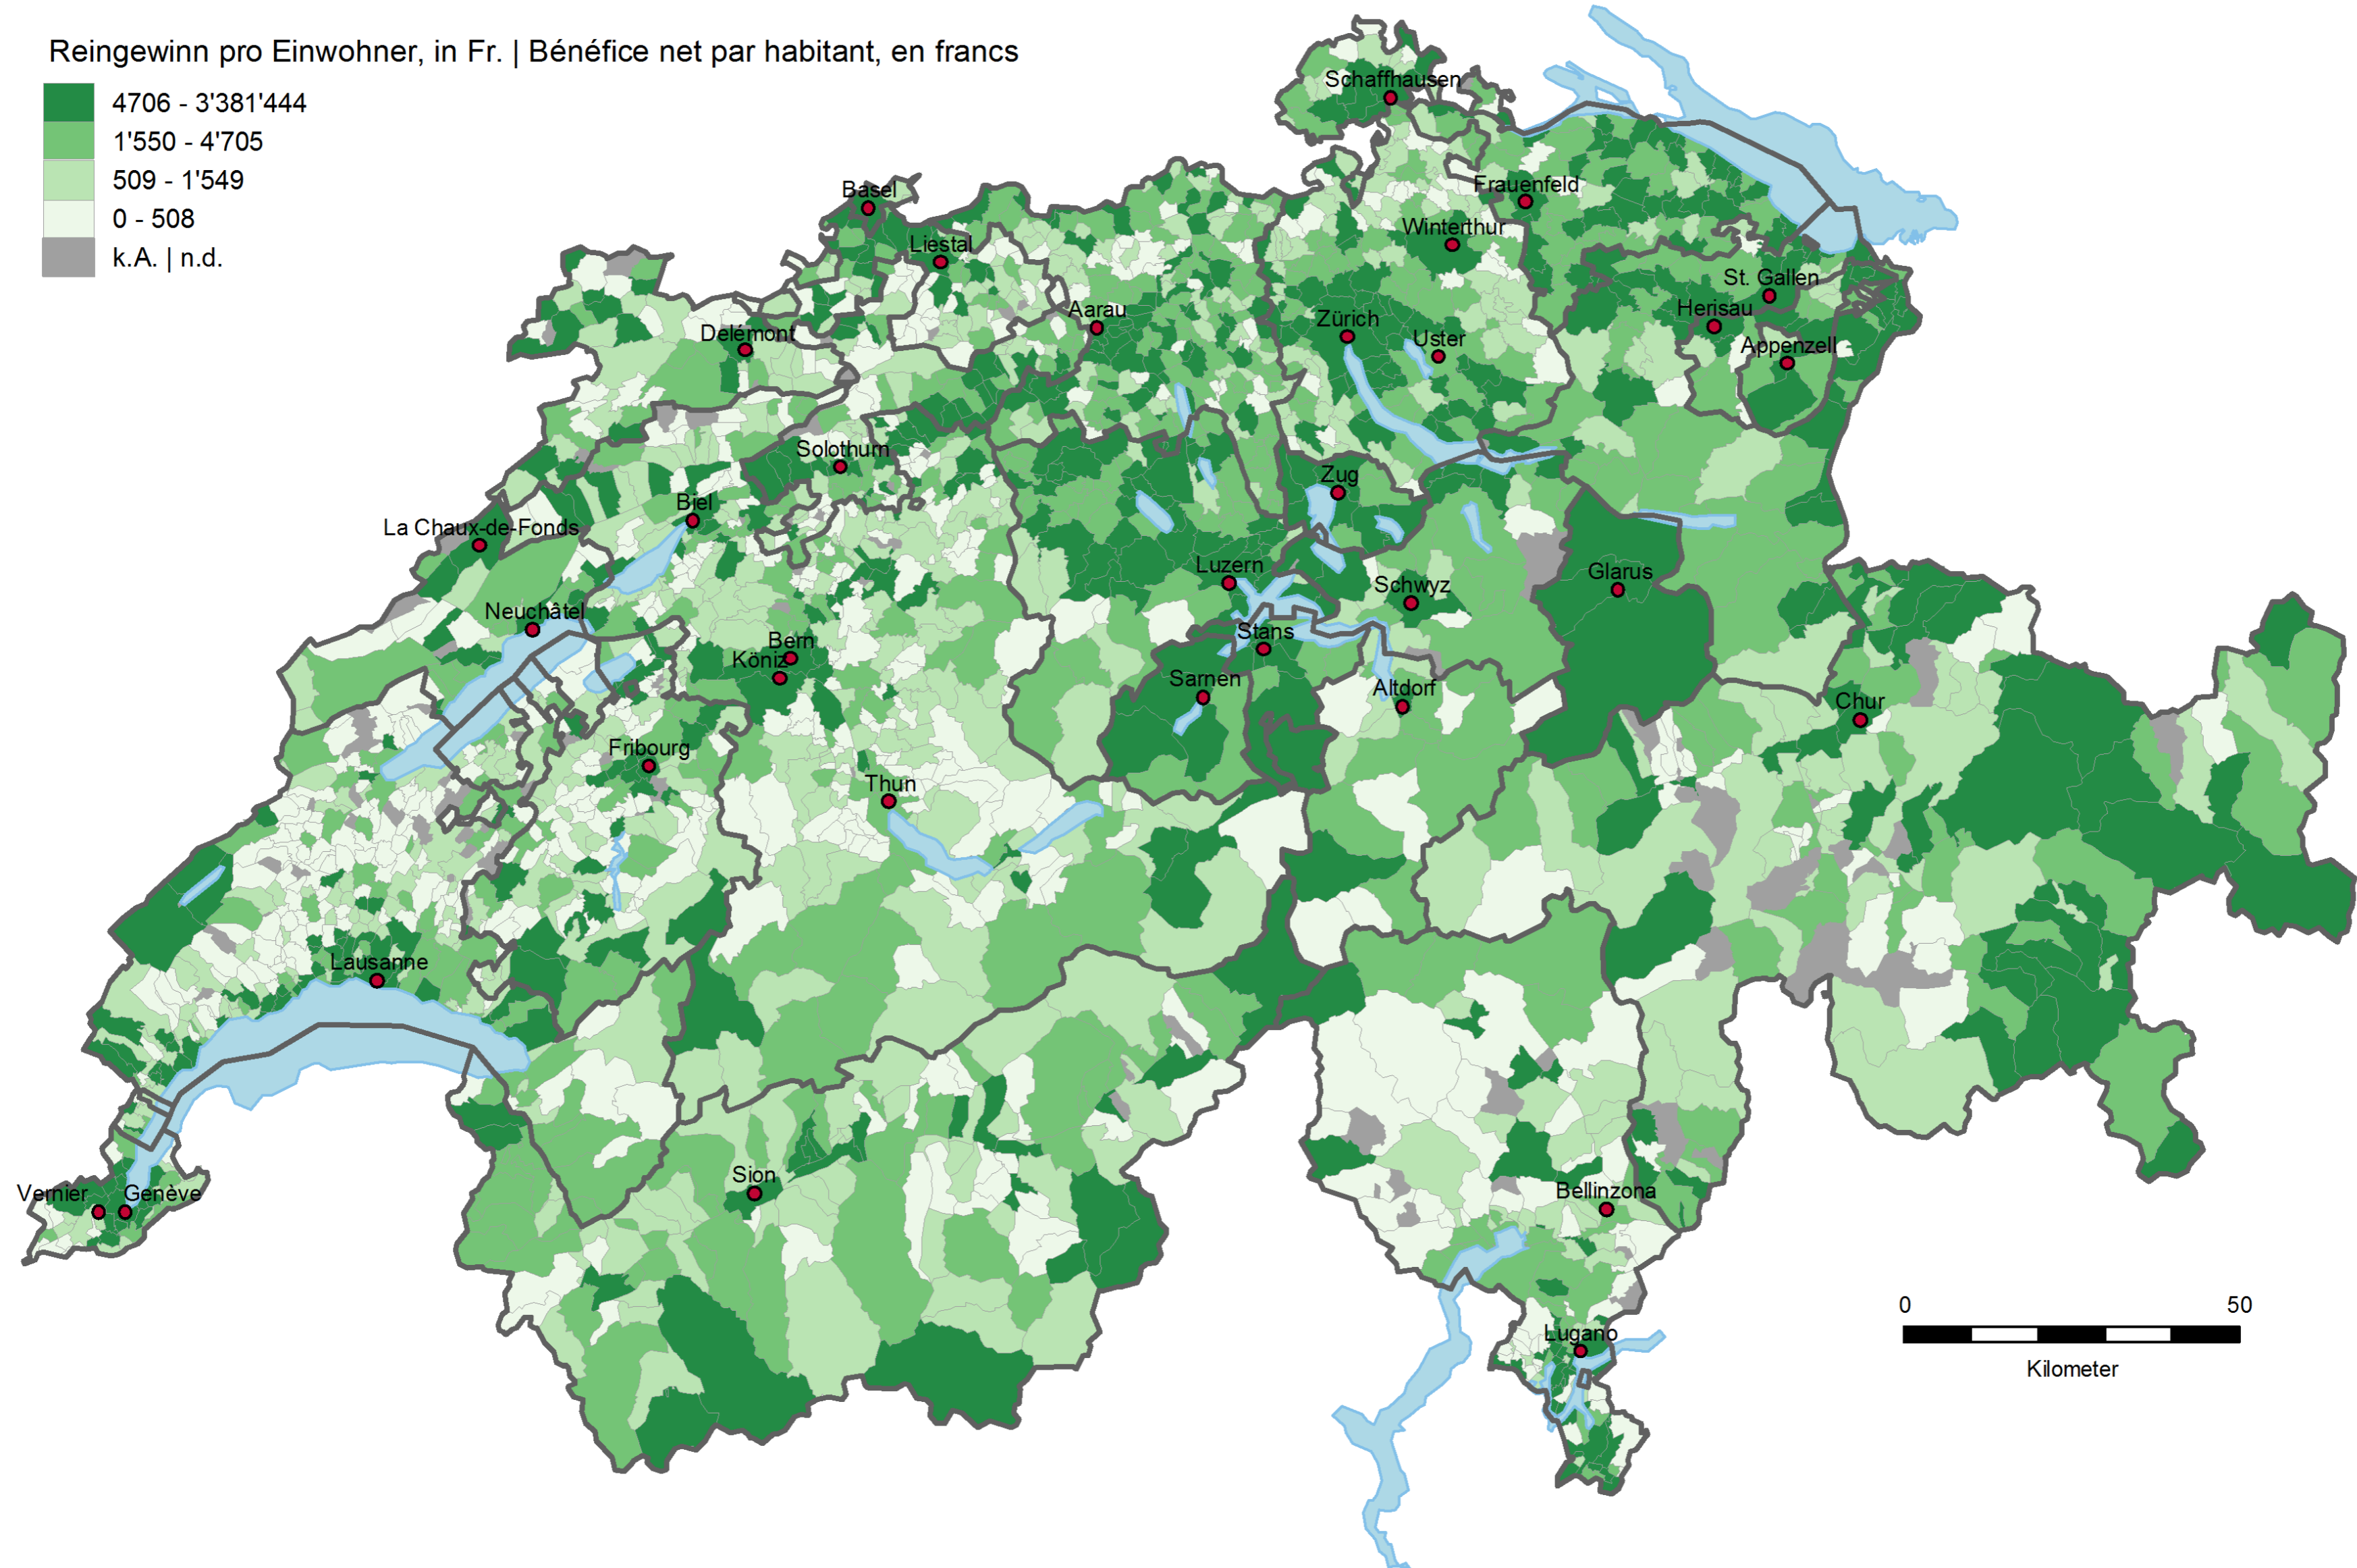 Reingewinn pro Einwohner, in Fr. | Bénéfice net par habitant, en francs
4706 - 3'381'444
1'550 - 4'705
509 - 1'549
0 - 508
k.A. | n.d.
Schaffhausen
Basel
Frauenfeld
Winterthur
Liestal
St. Gallen
Herisau
Aarau
Zürich
Uster
Delémont
Appenzell
Solothurn
Zug
Biel
La Chaux-de-Fonds
Luzern
Glarus
Schwyz
Neuchâtel
Stans
Bern
Köniz
Sarnen
Altdorf
Chur
Fribourg
Thun
Lausanne
Sion
Vernier
Genève
Bellinzona
Lugano
0
50
Kilometer